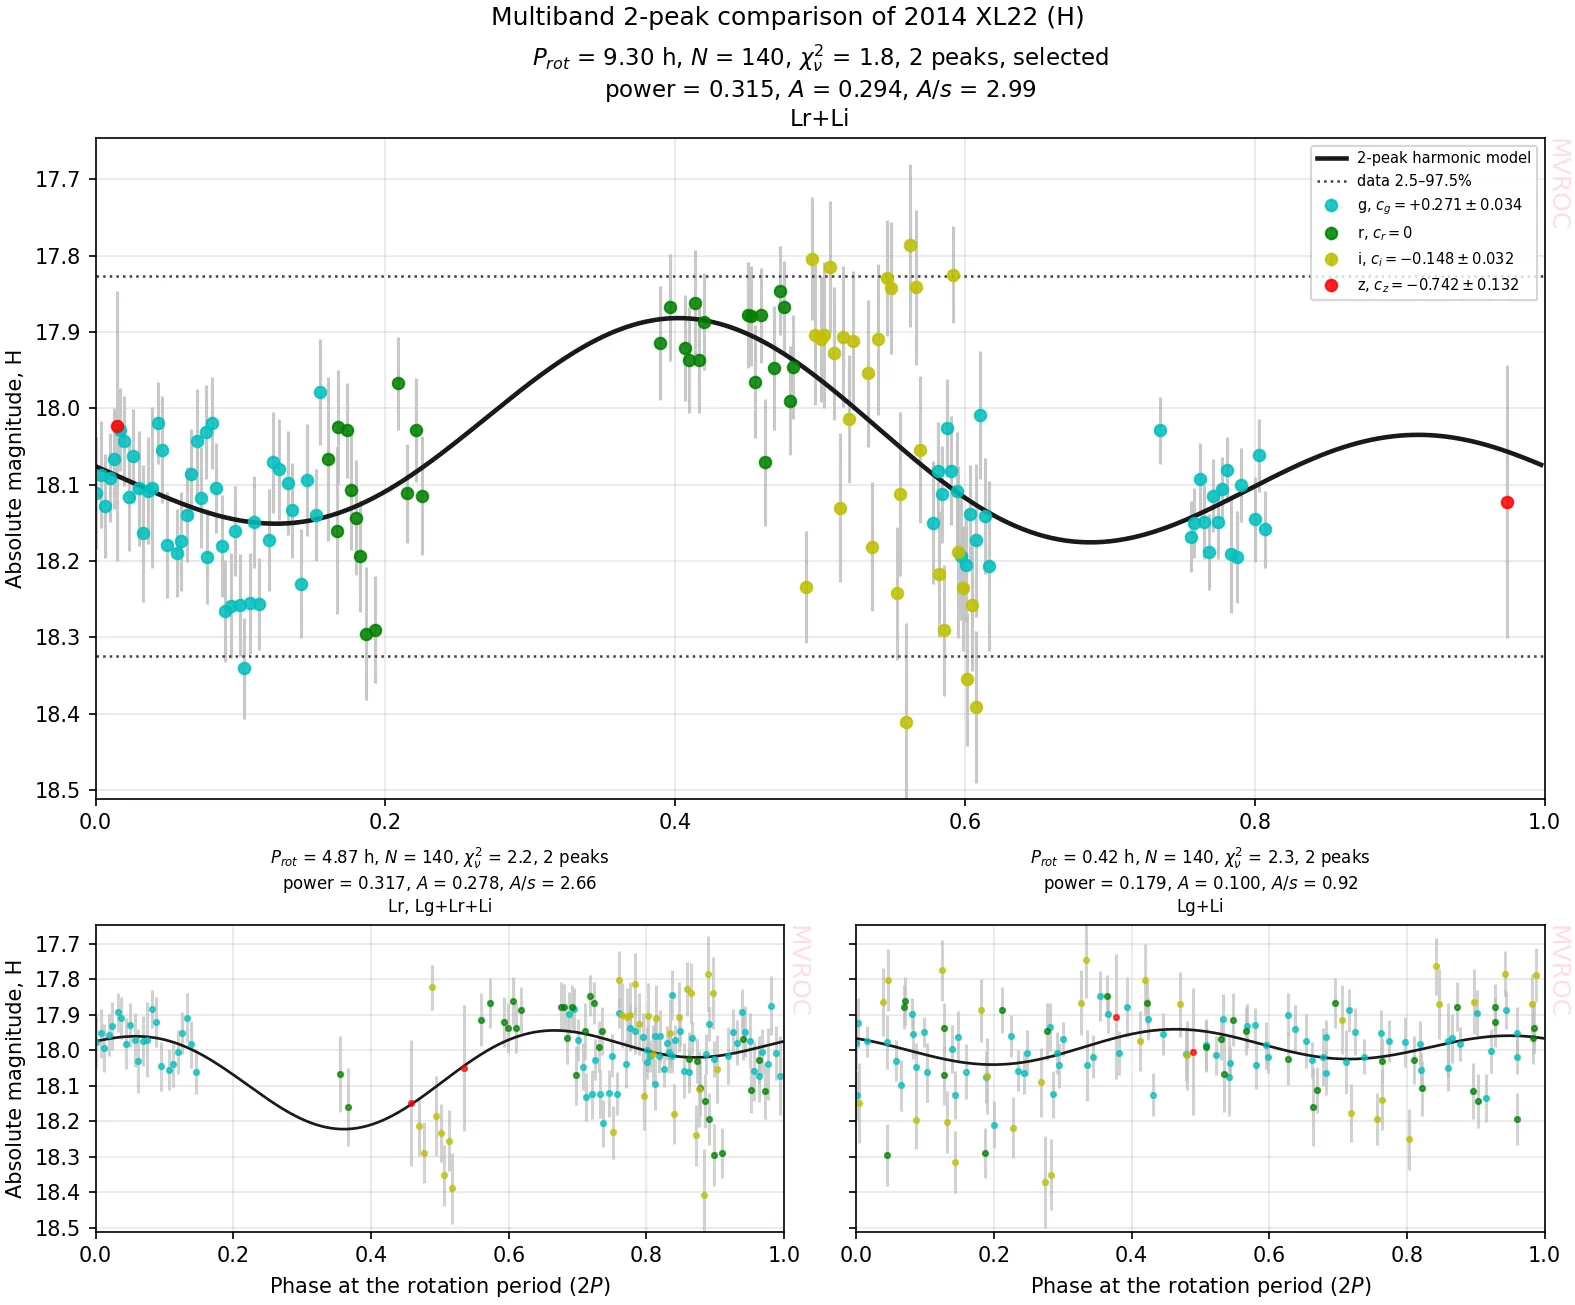 Multiband 2-peak comparison of 2014 XL22 (H)
P_rot = 9.30 h, N = 140, χ²_ν = 1.8, 2 peaks, selected
power = 0.315, A = 0.294, A/s = 2.99
Lr+Li
MVROC
2-peak harmonic model
data 2.5–97.5%
g, c_g = +0.271 ± 0.034
r, c_r = 0
i, c_i = −0.148 ± 0.032
z, c_z = −0.742 ± 0.132
Absolute magnitude, H
17.7
17.8
17.9
18.0
18.1
18.2
18.3
18.4
18.5
0.0 0.2 0.4 0.6 0.8 1.0
P_rot = 4.87 h, N = 140, χ²_ν = 2.2, 2 peaks
power = 0.317, A = 0.278, A/s = 2.66
Lr, Lg+Lr+Li
MVROC
Absolute magnitude, H
17.7
17.8
17.9
18.0
18.1
18.2
18.3
18.4
18.5
0.0 0.2 0.4 0.6 0.8 1.0
Phase at the rotation period (2P)
P_rot = 0.42 h, N = 140, χ²_ν = 2.3, 2 peaks
power = 0.179, A = 0.100, A/s = 0.92
Lg+Li
MVROC
0.0 0.2 0.4 0.6 0.8 1.0
Phase at the rotation period (2P)